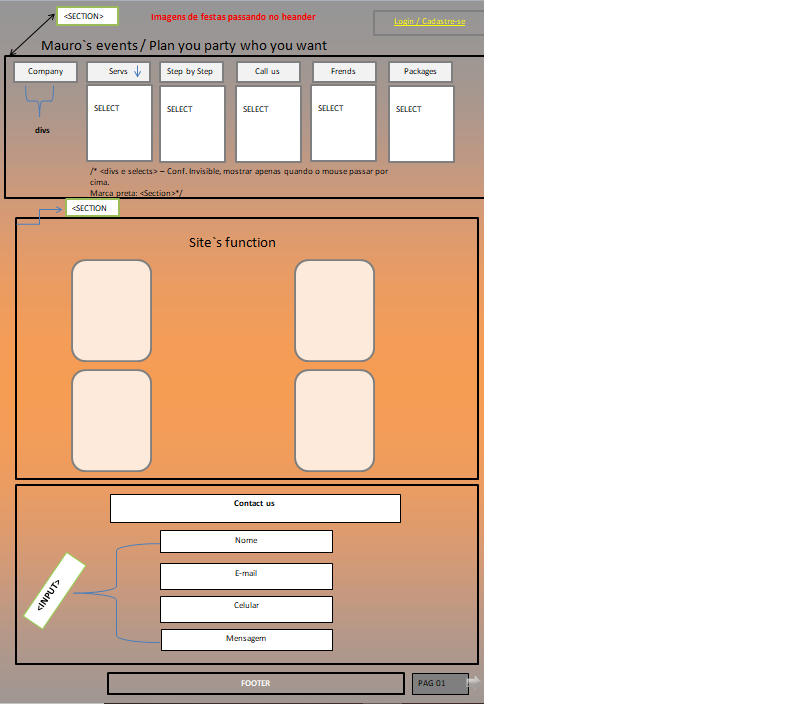 <SECTION>
Imagens de festas passando no heander
Login / Cadastre-se
Mauro`s events / Plan you party who you want
Company
Servs
Step by Step
Call us
Frends
Packages
SELECT
SELECT
SELECT
SELECT
SELECT
divs
/* <divs e selects> – Conf. Invisible, mostrar apenas quando o mouse passar por
cima.
Marca preta: <Section>*/
<SECTION
Site`s function
Contact us
Nome
E-mail
Celular
Mensagem
<INPUT>
FOOTER
PAG 01